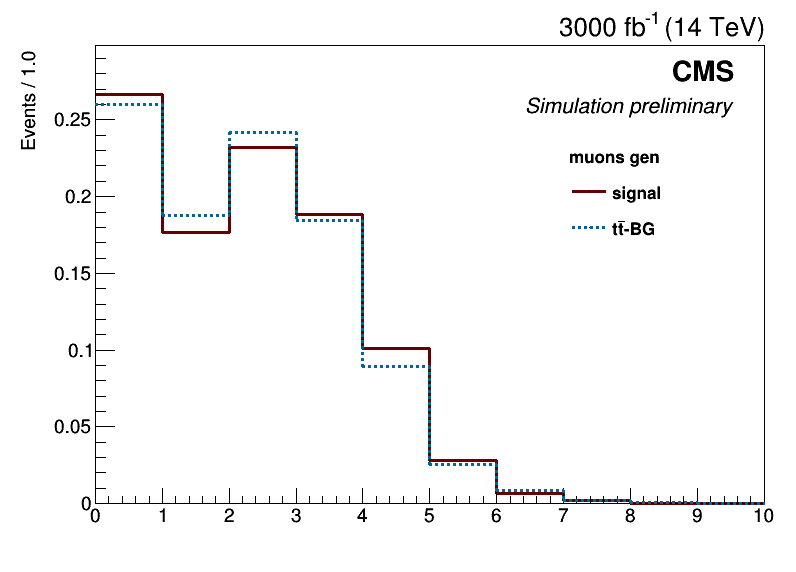 3000 fb⁻¹ (14 TeV)
Events / 1.0
CMS
Simulation preliminary
muons gen
signal
tt̄-BG
0.25
0.2
0.15
0.1
0.05
0
0 1 2 3 4 5 6 7 8 9 10